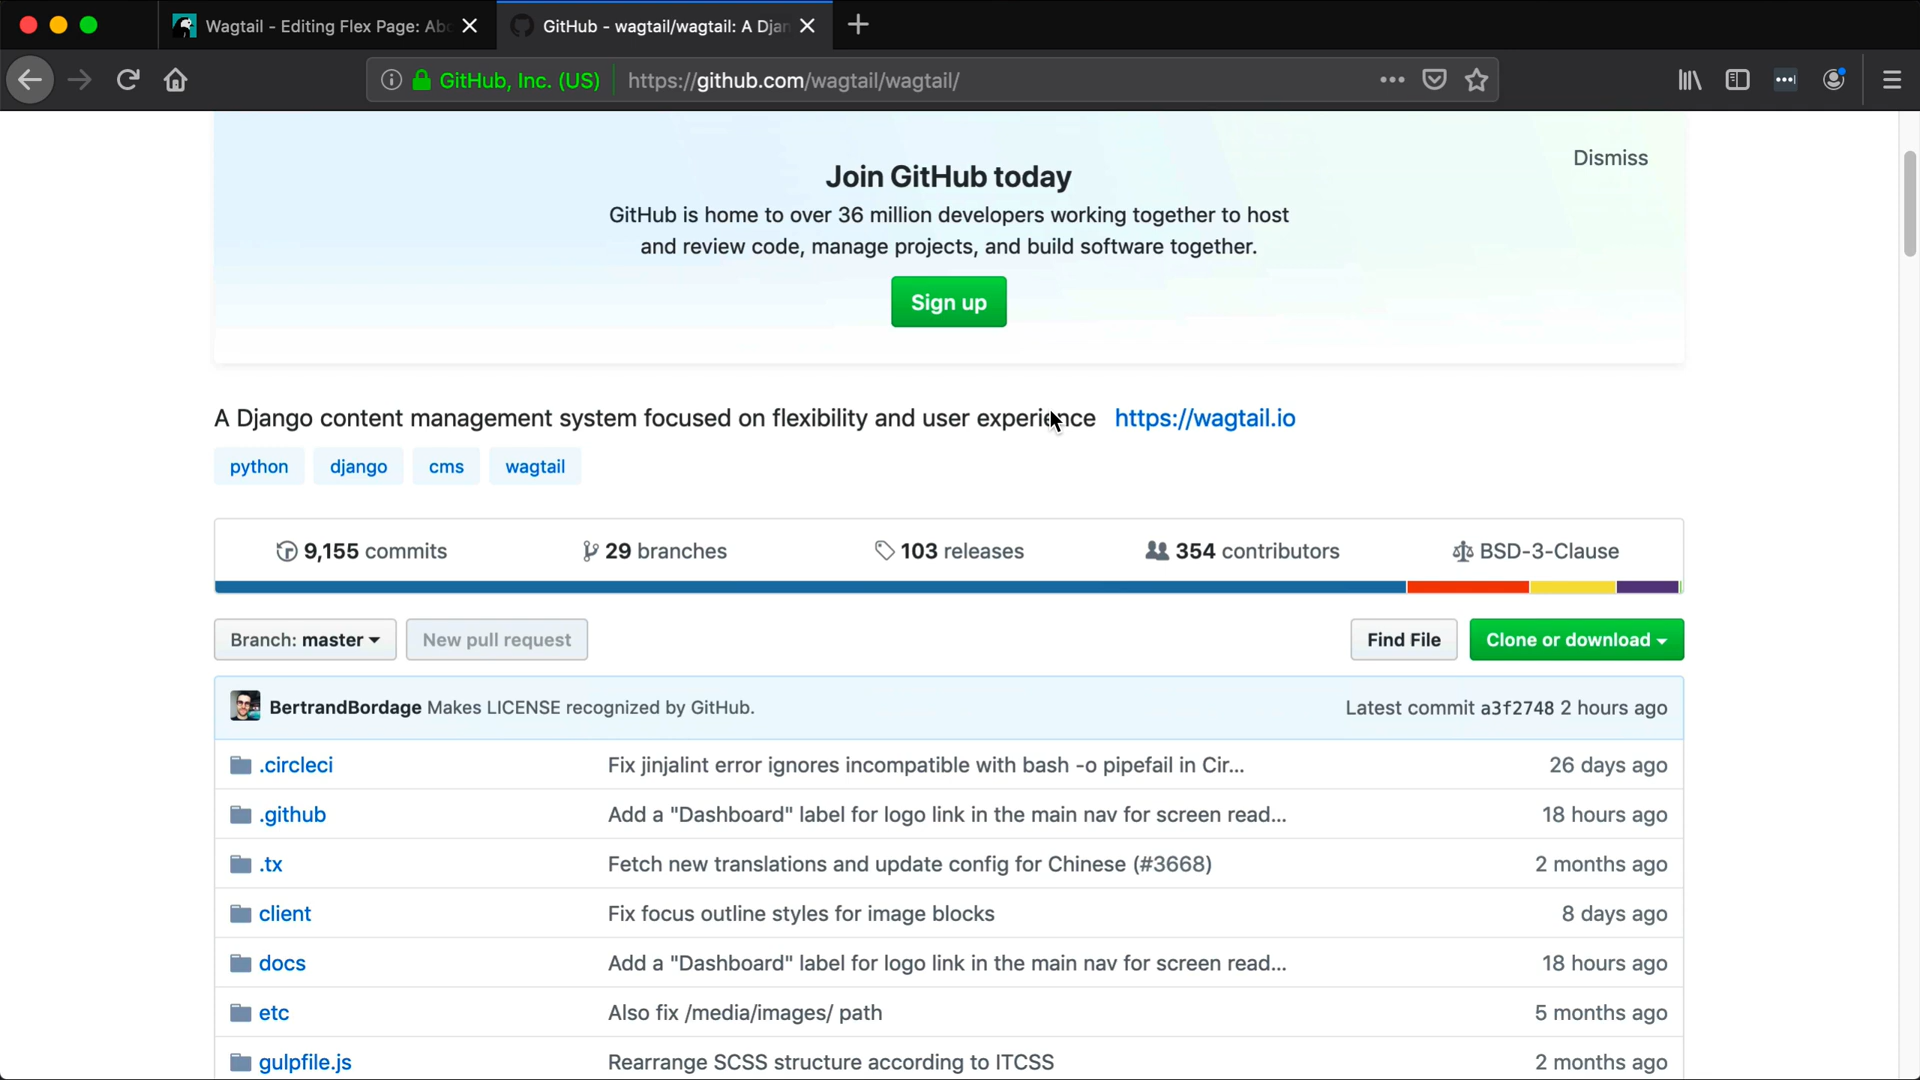 Wagtail - Editing Flex Page: Abo
GitHub - wagtail/wagtail: A Djan
GitHub, Inc. (US) https://github.com/wagtail/wagtail/
Dismiss
Join GitHub today
GitHub is home to over 36 million developers working together to host
and review code, manage projects, and build software together.
Sign up
A Django content management system focused on flexibility and user experience https://wagtail.io
python django cms wagtail
9,155 commits 29 branches 103 releases 354 contributors BSD-3-Clause
Branch: master New pull request Find File Clone or download
BertrandBordage Makes LICENSE recognized by GitHub. Latest commit a3f2748 2 hours ago
.circleci Fix jinjalint error ignores incompatible with bash -o pipefail in Cir... 26 days ago
.github Add a "Dashboard" label for logo link in the main nav for screen read... 18 hours ago
.tx Fetch new translations and update config for Chinese (#3668) 2 months ago
client Fix focus outline styles for image blocks 8 days ago
docs Add a "Dashboard" label for logo link in the main nav for screen read... 18 hours ago
etc Also fix /media/images/ path 5 months ago
gulpfile.js Rearrange SCSS structure according to ITCSS 2 months ago